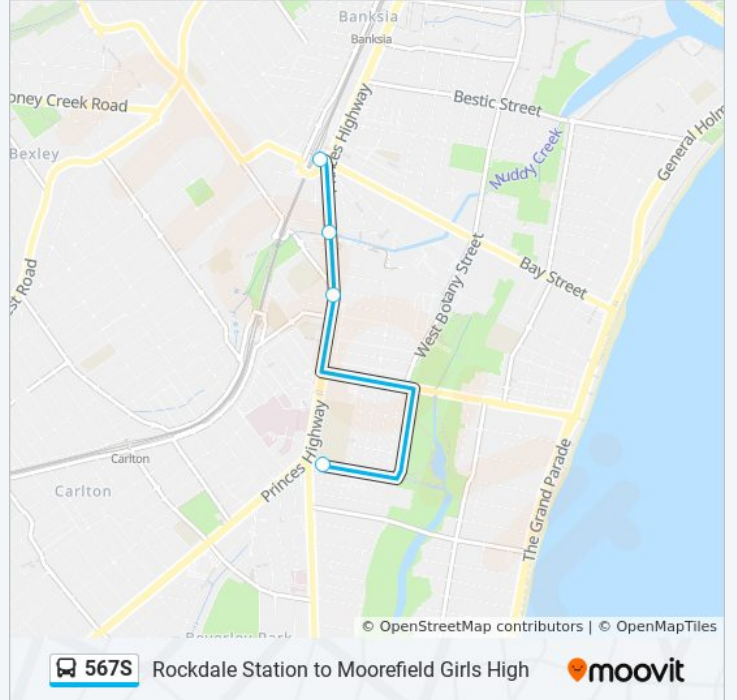 Banksia
Banksia
oney Creek Road
Bestic Street
Princes Highway
Muddy Creek
General Holm
Bexley
st Road
Bay Street
West Botany Street
Carlton
Carlton
Princes Highway
The Grand Parade
Beverley Park
© OpenStreetMap contributors | © OpenMapTiles
567S Rockdale Station to Moorefield Girls High
moovit